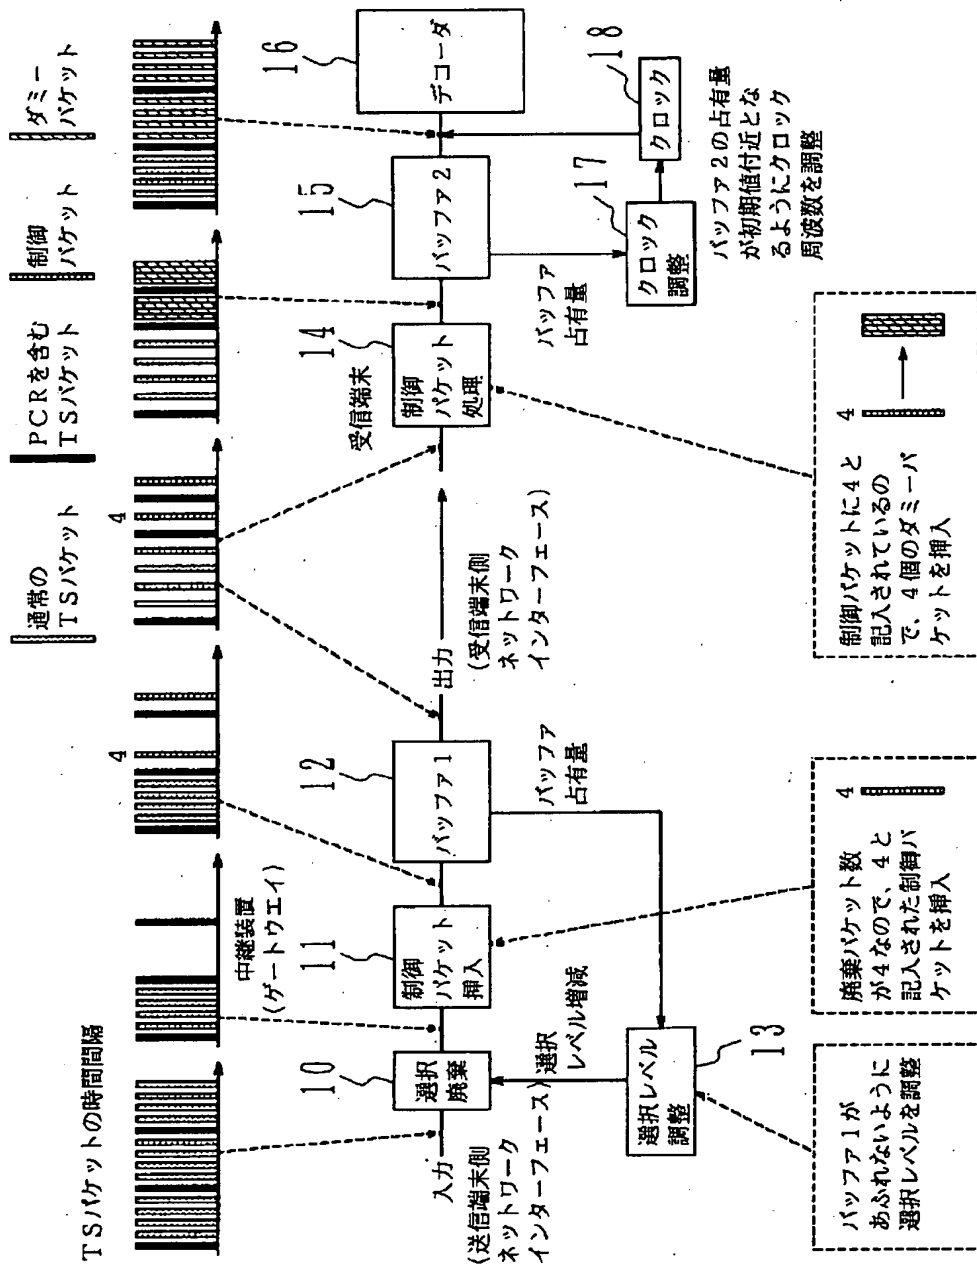 TSパケットの時間間隔
通常の
TSパケット
PCRを含む
TSパケット
制御
パケット
ダミー
パケット
4
4
中継装置
(ゲートウエイ)
受信端末
入力
(送信端末側
ネットワーク
インターフェース)
10
選択
廃棄
11
制御
パケット
挿入
12
バッファ1
出力
(受信端末側
ネットワーク
インターフェース)
14
制御
パケット
処理
15
バッファ2
16
デコーダ
選択
レベル増減
バッファ
占有量
13
選択レベル
調整
バッファ
占有量
17
クロック
調整
18
クロック
バッファ2の占有量
が初期値付近とな
るようにクロック
周波数を調整
バッファ1が
あふれないように
選択レベルを調整
廃棄パケット数
が4なので、4と
記入された制御パ
ケットを挿入
4
制御パケットに4と
記入されているの
で、4個のダミーパ
ケットを挿入
4